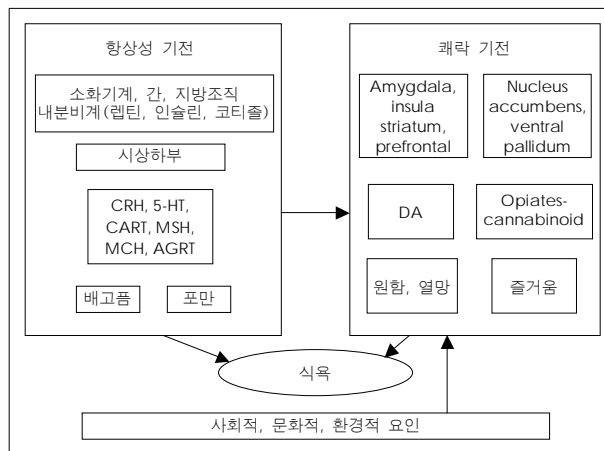 항상성 기전
소화기계, 간, 지방조직
내분비계(렙틴, 인슐린, 코티졸)
시상하부
CRH, 5-HT,
CART, MSH,
MCH, AGRT
배고픔
포만
쾌락 기전
Amygdala,
insula
striatum,
prefrontal
Nucleus
accumbens,
ventral
pallidum
DA
Opiates-
cannabinoid
원함, 열망
즐거움
식욕
사회적, 문화적, 환경적 요인